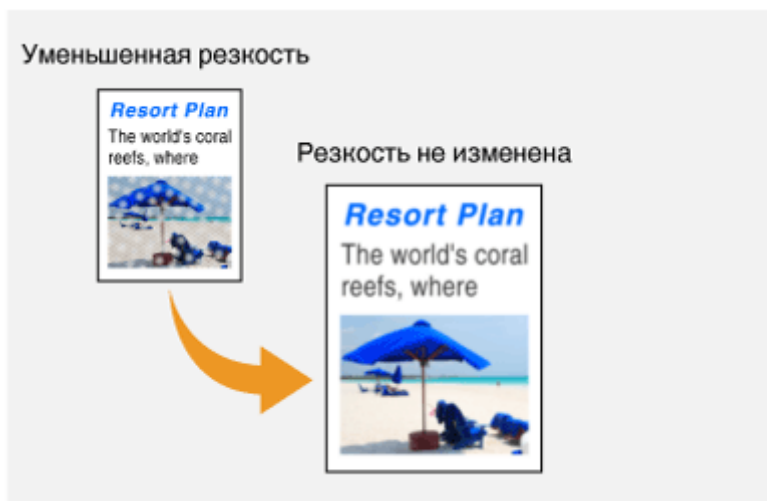 Уменьшенная резкость
Resort Plan
The world's coral
reefs, where
Резкость не изменена
Resort Plan
The world's coral
reefs, where